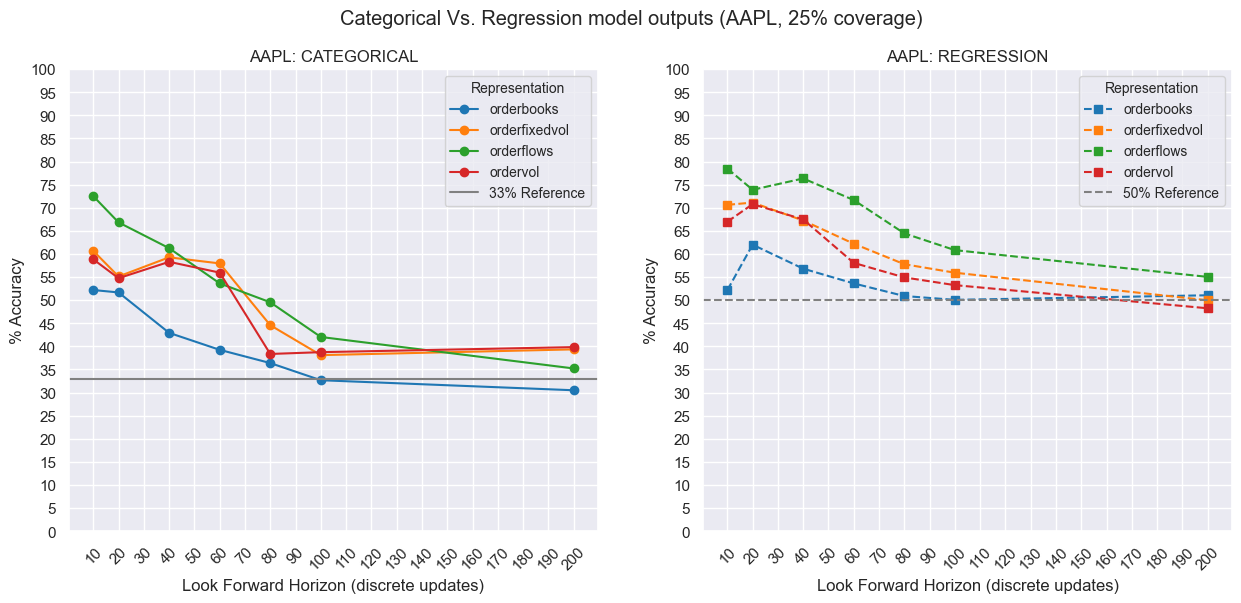 Categorical Vs. Regression model outputs (AAPL, 25% coverage)
AAPL: CATEGORICAL
100
95
90
85
80
75
70
65
60
55
50
45
40
35
30
25
20
15
10
5
0
% Accuracy
Representation
orderbooks
orderfixedvol
orderflows
ordervol
33% Reference
10 20 30 40 60 70 80 90 100 110 120 130 140 150 160 170 180 190 200
Look Forward Horizon (discrete updates)
AAPL: REGRESSION
100
95
90
85
80
75
70
65
60
55
50
45
40
35
30
25
20
15
10
5
0
% Accuracy
Representation
orderbooks
orderfixedvol
orderflows
ordervol
50% Reference
10 20 30 40 60 70 80 90 100 110 120 130 140 150 160 170 180 190 200
Look Forward Horizon (discrete updates)